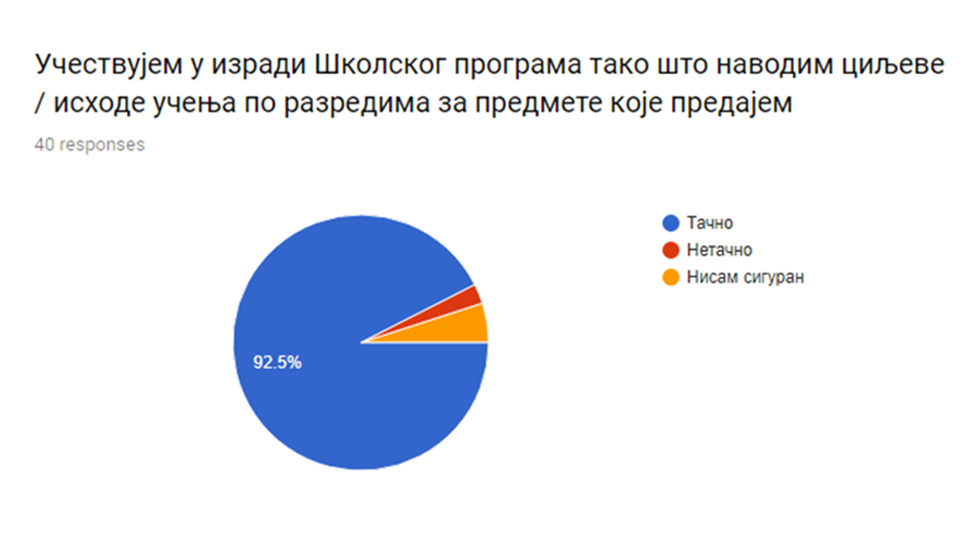 Учествујем у изради Школског програма тако што наводим циљеве
/ исходе учења по разредима за предмете које предајем
40 responses
Тачно
Нетачно
Нисам сигуран
92.5%